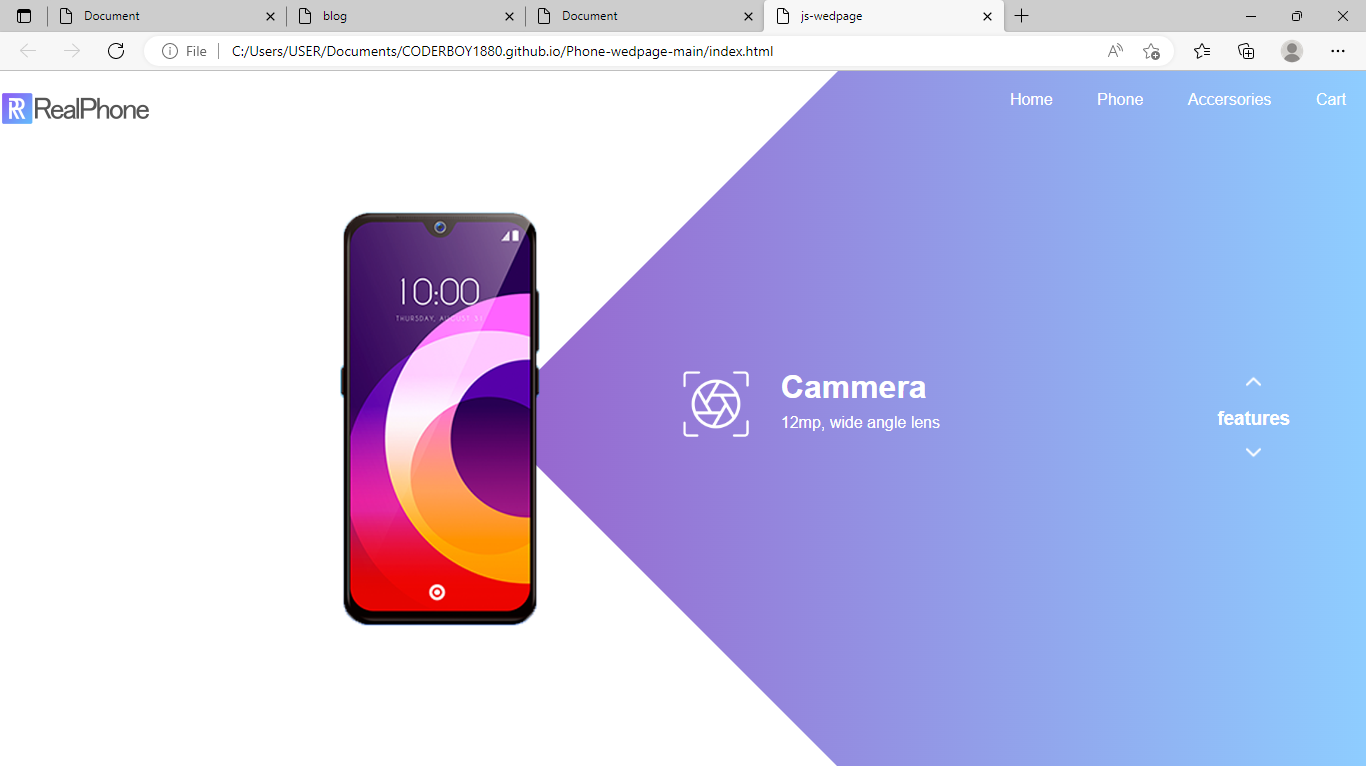 Document
blog
Document
js-wedpage
File
C:/Users/USER/Documents/CODERBOY1880.github.io/Phone-wedpage-main/index.html
RealPhone
Home
Phone
Accersories
Cart
10:00
THURSDAY, AUGUST 31
Cammera
12mp, wide angle lens
features